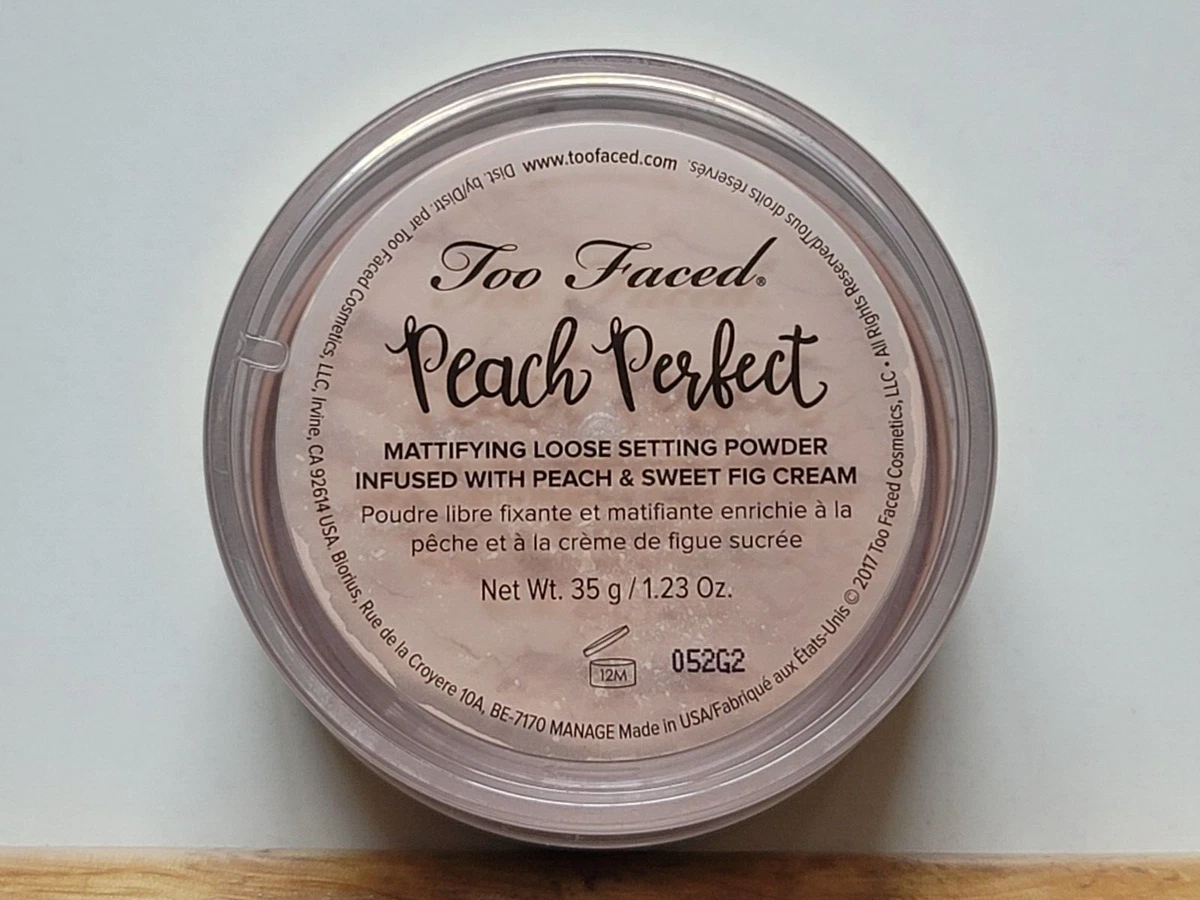 Too Faced®
Peach Perfect
MATTIFYING LOOSE SETTING POWDER
INFUSED WITH PEACH & SWEET FIG CREAM
Poudre libre fixante et matifiante enrichie à la
pêche et à la crème de figue sucrée
Net Wt. 35 g / 1.23 Oz.
12M
052G2
www.toofaced.com
Dist. by/Distr. par Too Faced Cosmetics, LLC, Irvine, CA 92614 USA. Biorius, Rue de la Croyere 10A, BE-7170 MANAGE Made in USA/Fabriqué aux États-Unis © 2017 Too Faced Cosmetics, LLC • All Rights Reserved/Tous droits réservés.